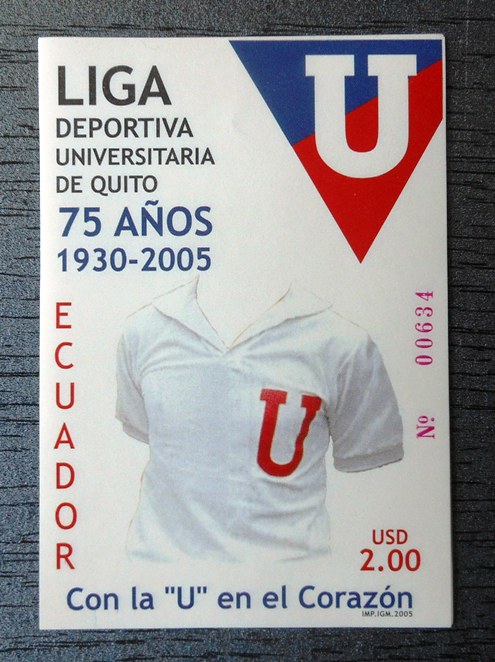 LIGA
DEPORTIVA
UNIVERSITARIA
DE QUITO
75 AÑOS
1930-2005
U
ECUADOR
U
Nº 00634
USD
2.00
Con la "U" en el Corazón
IMP.IGM.2005